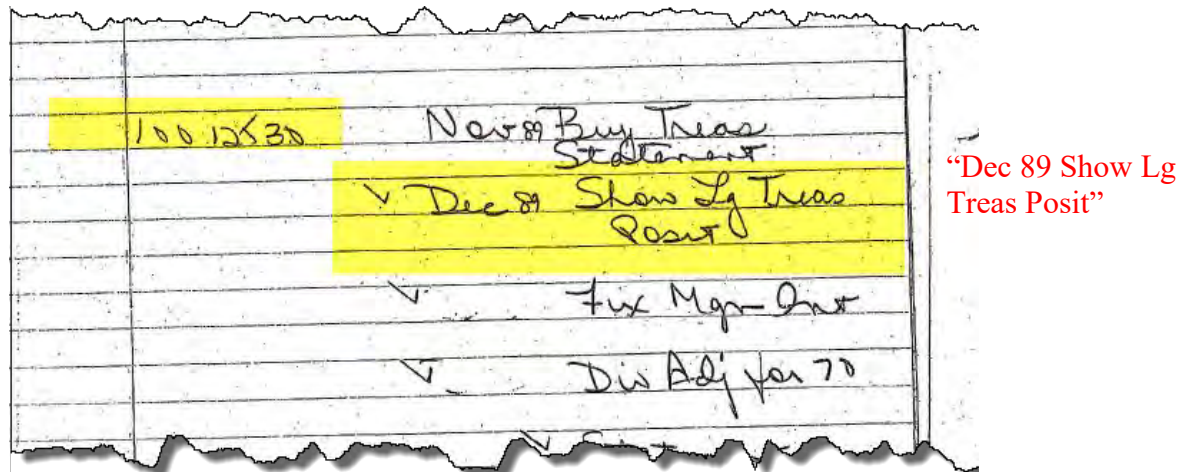 100 12530 Nov 89 Buy Treas
Statement
Dec 89 Show Lg Treas
Posit
Fix Mgn Int
Div Adj for 70
“Dec 89 Show Lg
Treas Posit”